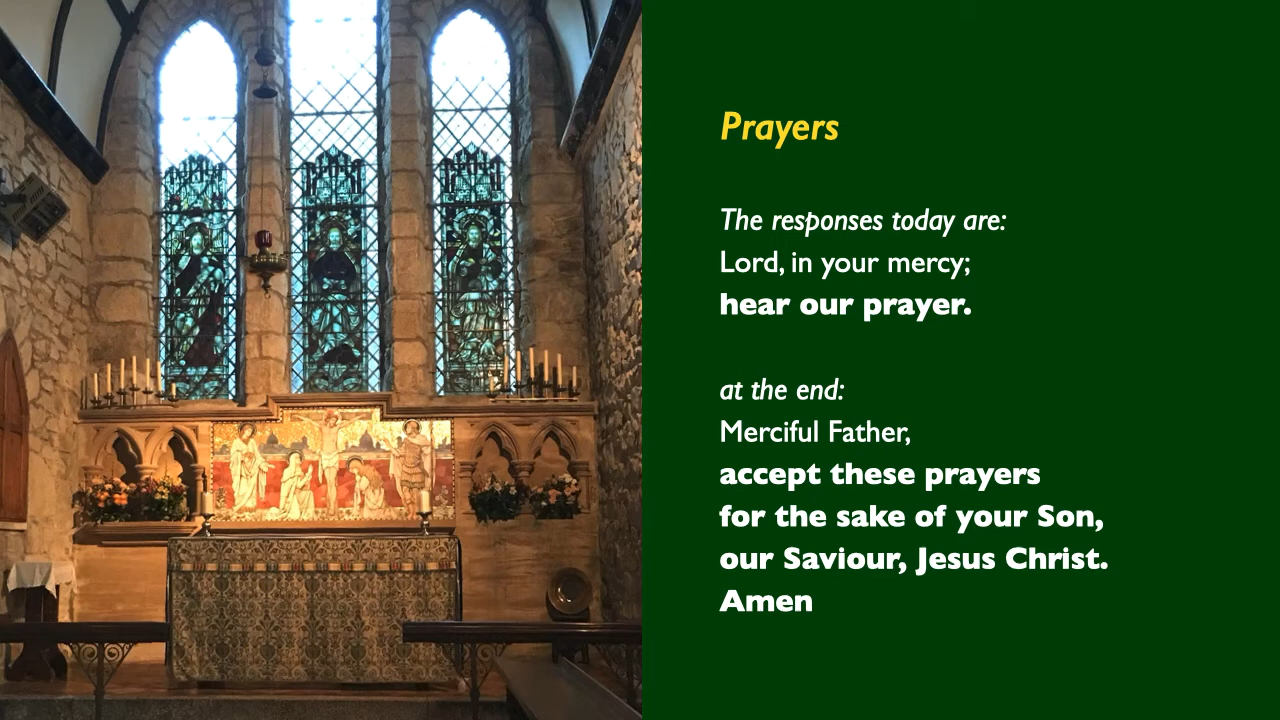 Prayers
The responses today are:
Lord, in your mercy;
hear our prayer.
at the end:
Merciful Father,
accept these prayers
for the sake of your Son,
our Saviour, Jesus Christ.
Amen